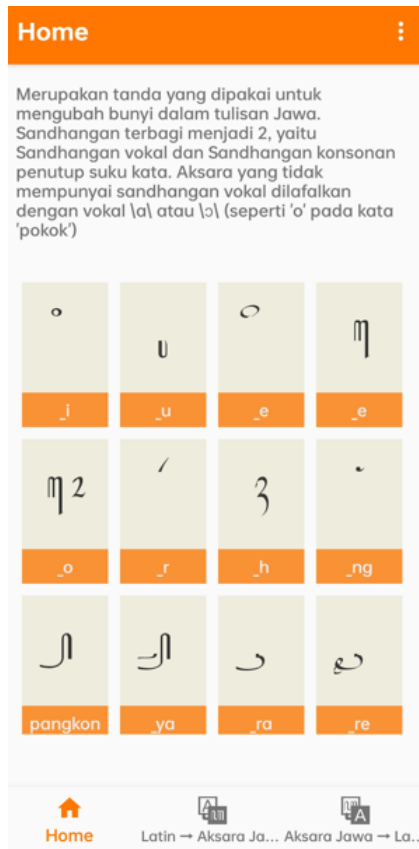 Home
Merupakan tanda yang dipakai untuk
mengubah bunyi dalam tulisan Jawa.
Sandhangan terbagi menjadi 2, yaitu
Sandhangan vokal dan Sandhangan konsonan
penutup suku kata. Aksara yang tidak
mempunyai sandhangan vokal dilafalkan
dengan vokal \a\ atau \ɔ\ (seperti 'o' pada kata
'pokok')
ꦶ ꦸ ꦼ ꦺ
_i _u _e _e
ꦺꦴ ꦂ ꦃ ꦁ
_o _r _h _ng
꧀ ꦾ ꦿ ꦽ
pangkon _ya _ra _re
Home Latin → Aksara Ja... Aksara Jawa → La...